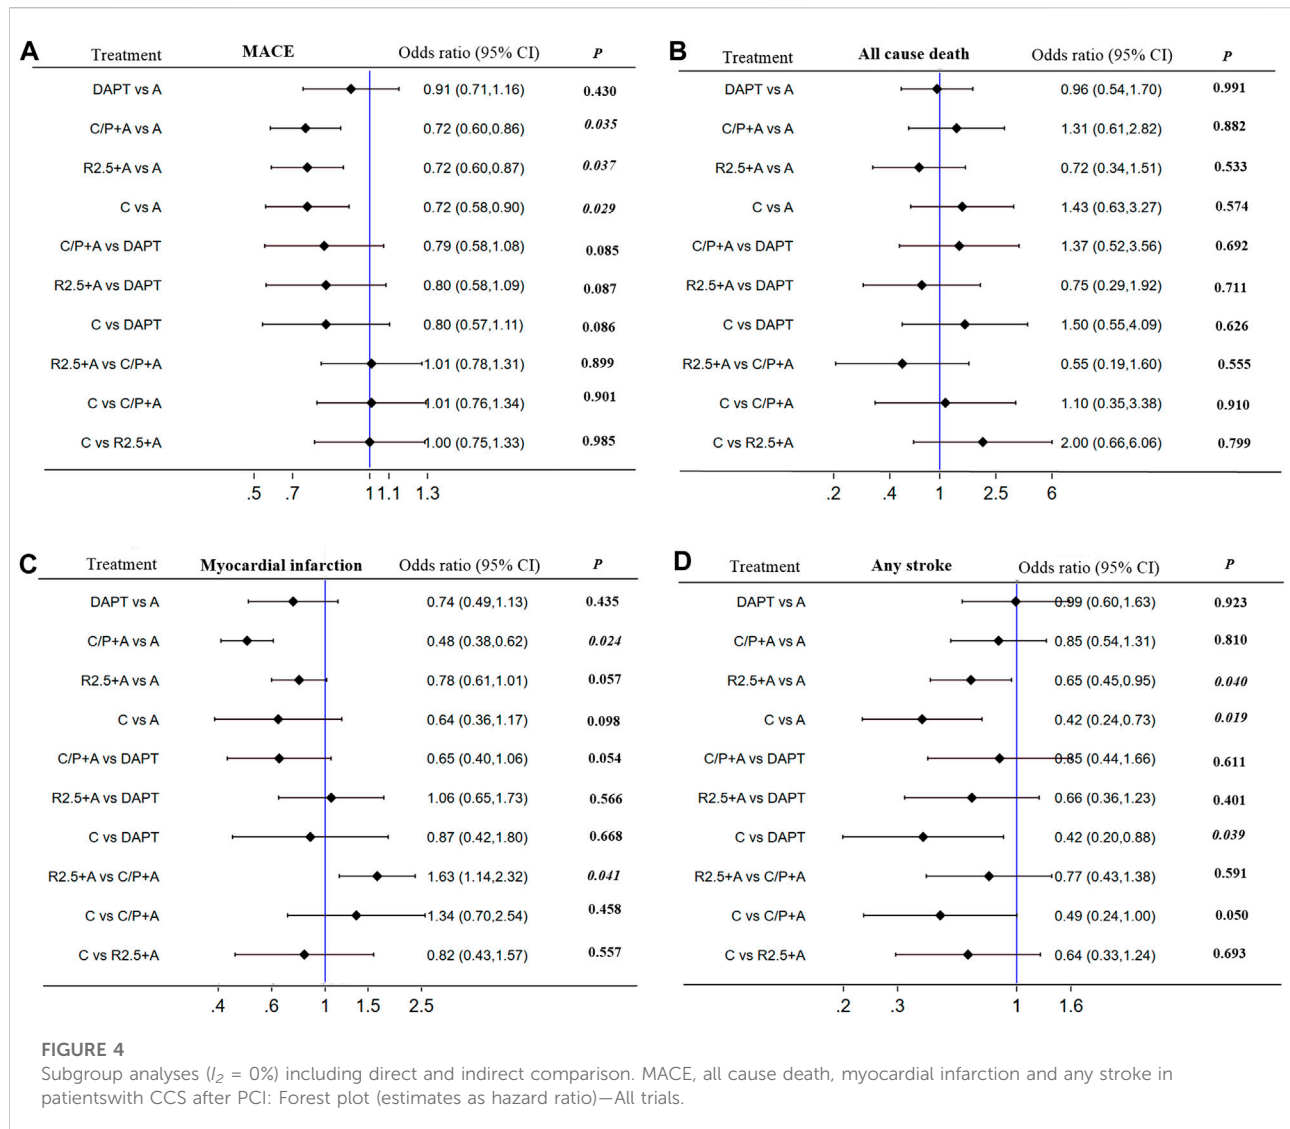 A Treatment MACE Odds ratio (95% CI) P
DAPT vs A 0.91 (0.71,1.16) 0.430
C/P+A vs A 0.72 (0.60,0.86) 0.035
R2.5+A vs A 0.72 (0.60,0.87) 0.037
C vs A 0.72 (0.58,0.90) 0.029
C/P+A vs DAPT 0.79 (0.58,1.08) 0.085
R2.5+A vs DAPT 0.80 (0.58,1.09) 0.087
C vs DAPT 0.80 (0.57,1.11) 0.086
R2.5+A vs C/P+A 1.01 (0.78,1.31) 0.899
C vs C/P+A 1.01 (0.76,1.34) 0.901
C vs R2.5+A 1.00 (0.75,1.33) 0.985
.5 .7 1 1.1 1.3
B Treatment All cause death Odds ratio (95% CI) P
DAPT vs A 0.96 (0.54,1.70) 0.991
C/P+A vs A 1.31 (0.61,2.82) 0.882
R2.5+A vs A 0.72 (0.34,1.51) 0.533
C vs A 1.43 (0.63,3.27) 0.574
C/P+A vs DAPT 1.37 (0.52,3.56) 0.692
R2.5+A vs DAPT 0.75 (0.29,1.92) 0.711
C vs DAPT 1.50 (0.55,4.09) 0.626
R2.5+A vs C/P+A 0.55 (0.19,1.60) 0.555
C vs C/P+A 1.10 (0.35,3.38) 0.910
C vs R2.5+A 2.00 (0.66,6.06) 0.799
.2 .4 1 2.5 6
C Treatment Myocardial infarction Odds ratio (95% CI) P
DAPT vs A 0.74 (0.49,1.13) 0.435
C/P+A vs A 0.48 (0.38,0.62) 0.024
R2.5+A vs A 0.78 (0.61,1.01) 0.057
C vs A 0.64 (0.36,1.17) 0.098
C/P+A vs DAPT 0.65 (0.40,1.06) 0.054
R2.5+A vs DAPT 1.06 (0.65,1.73) 0.566
C vs DAPT 0.87 (0.42,1.80) 0.668
R2.5+A vs C/P+A 1.63 (1.14,2.32) 0.041
C vs C/P+A 1.34 (0.70,2.54) 0.458
C vs R2.5+A 0.82 (0.43,1.57) 0.557
.4 .6 1 1.5 2.5
D Treatment Any stroke Odds ratio (95% CI) P
DAPT vs A 0.99 (0.60,1.63) 0.923
C/P+A vs A 0.85 (0.54,1.31) 0.810
R2.5+A vs A 0.65 (0.45,0.95) 0.040
C vs A 0.42 (0.24,0.73) 0.019
C/P+A vs DAPT 0.85 (0.44,1.66) 0.611
R2.5+A vs DAPT 0.66 (0.36,1.23) 0.401
C vs DAPT 0.42 (0.20,0.88) 0.039
R2.5+A vs C/P+A 0.77 (0.43,1.38) 0.591
C vs C/P+A 0.49 (0.24,1.00) 0.050
C vs R2.5+A 0.64 (0.33,1.24) 0.693
.2 .3 1 1.6
FIGURE 4
Subgroup analyses (I₂ = 0%) including direct and indirect comparison. MACE, all cause death, myocardial infarction and any stroke in
patientswith CCS after PCI: Forest plot (estimates as hazard ratio)—All trials.